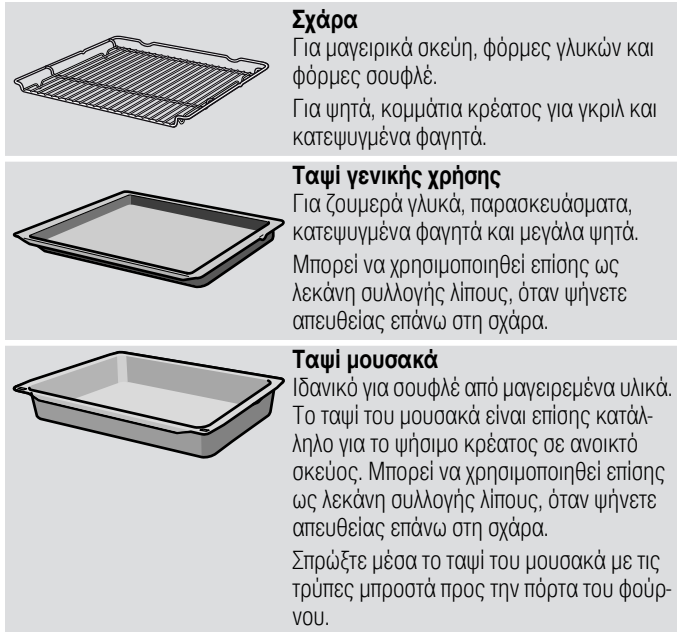 Σχάρα
Για μαγειρικά σκεύη, φόρμες γλυκών και
φόρμες σουφλέ.
Για ψητά, κομμάτια κρέατος για γκριλ και
κατεψυγμένα φαγητά.
Ταψί γενικής χρήσης
Για ζουμερά γλυκά, παρασκευάσματα,
κατεψυγμένα φαγητά και μεγάλα ψητά.
Μπορεί να χρησιμοποιηθεί επίσης ως
λεκάνη συλλογής λίπους, όταν ψήνετε
απευθείας επάνω στη σχάρα.
Ταψί μουσακά
Ιδανικό για σουφλέ από μαγειρεμένα υλικά.
Το ταψί του μουσακά είναι επίσης κατάλ-
ληλο για το ψήσιμο κρέατος σε ανοικτό
σκεύος. Μπορεί να χρησιμοποιηθεί επίσης
ως λεκάνη συλλογής λίπους, όταν ψήνετε
απευθείας επάνω στη σχάρα.
Σπρώξτε μέσα το ταψί του μουσακά με τις
τρύπες μπροστά προς την πόρτα του φούρ-
νου.